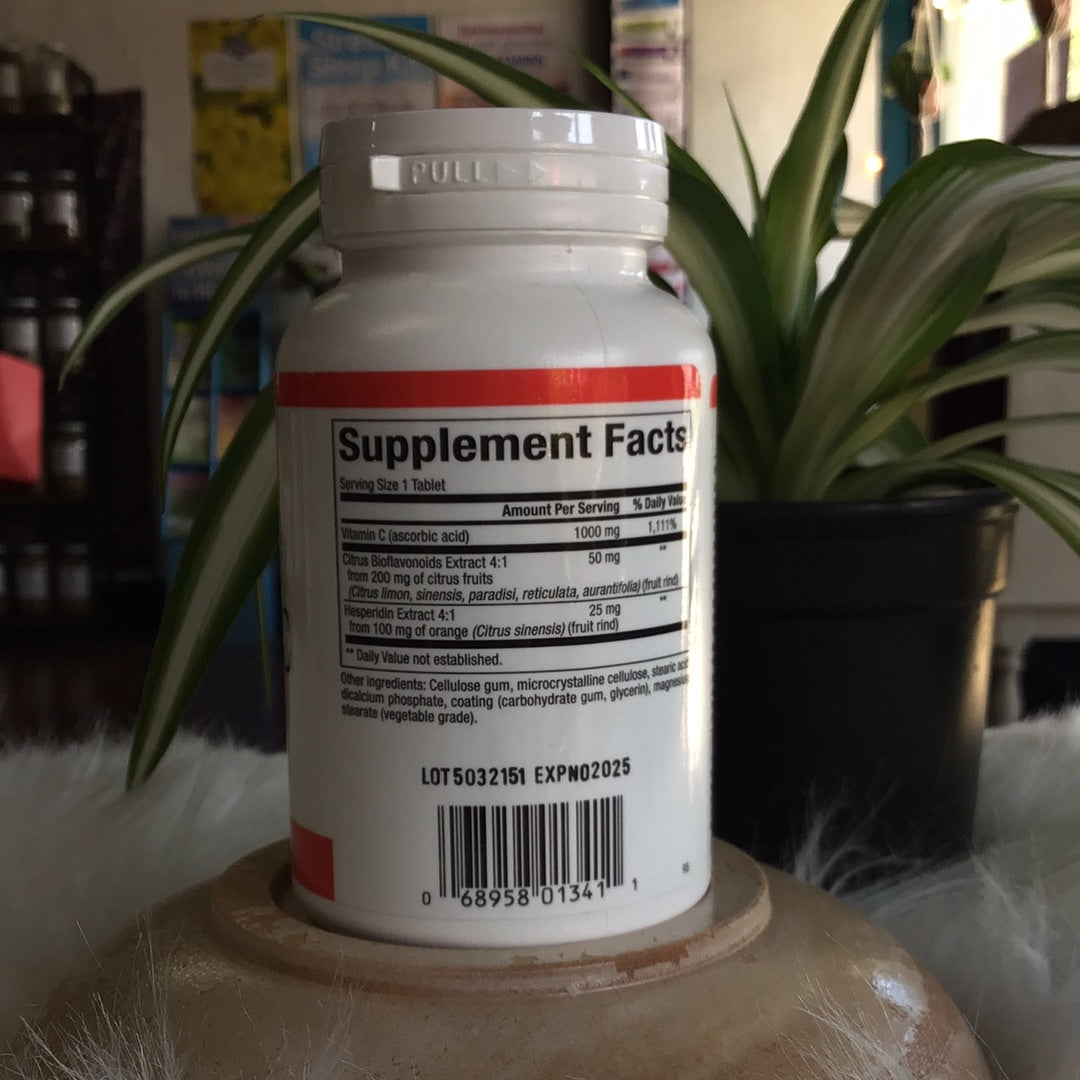 PULL
Supplement Facts
Serving Size 1 Tablet
Amount Per Serving % Daily Value
Vitamin C (ascorbic acid) 1000 mg 1,111%
Citrus Bioflavonoids Extract 4:1 50 mg **
from 200 mg of citrus fruits
(Citrus limon, sinensis, paradisi, reticulata, aurantifolia) (fruit rind)
Hesperidin Extract 4:1 25 mg **
from 100 mg of orange (Citrus sinensis) (fruit rind)
** Daily Value not established.
Other ingredients: Cellulose gum, microcrystalline cellulose, stearic acid
dicalcium phosphate, coating (carbohydrate gum, glycerin), magnesium
stearate (vegetable grade).
LOT5032151 EXPNO2025
0 68958 01341 1